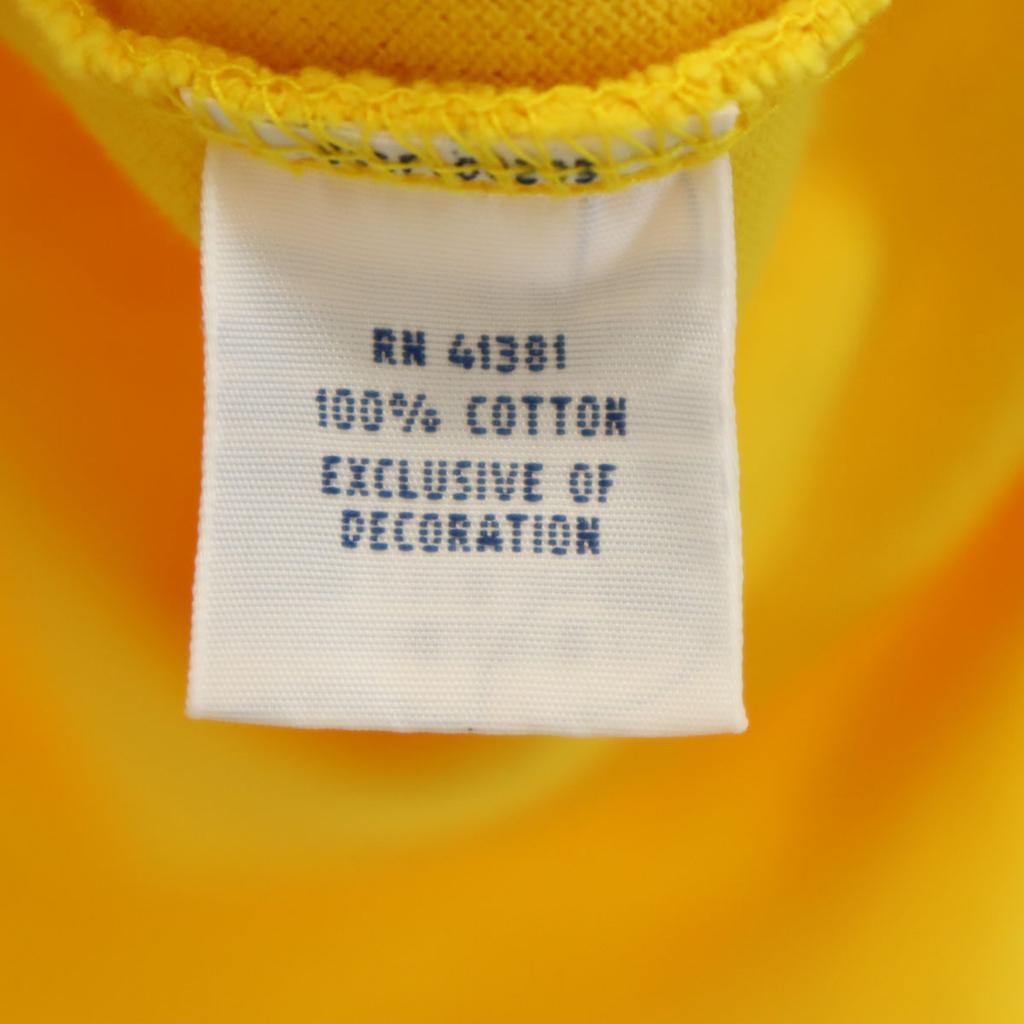 RN 41381
100% COTTON
EXCLUSIVE OF
DECORATION